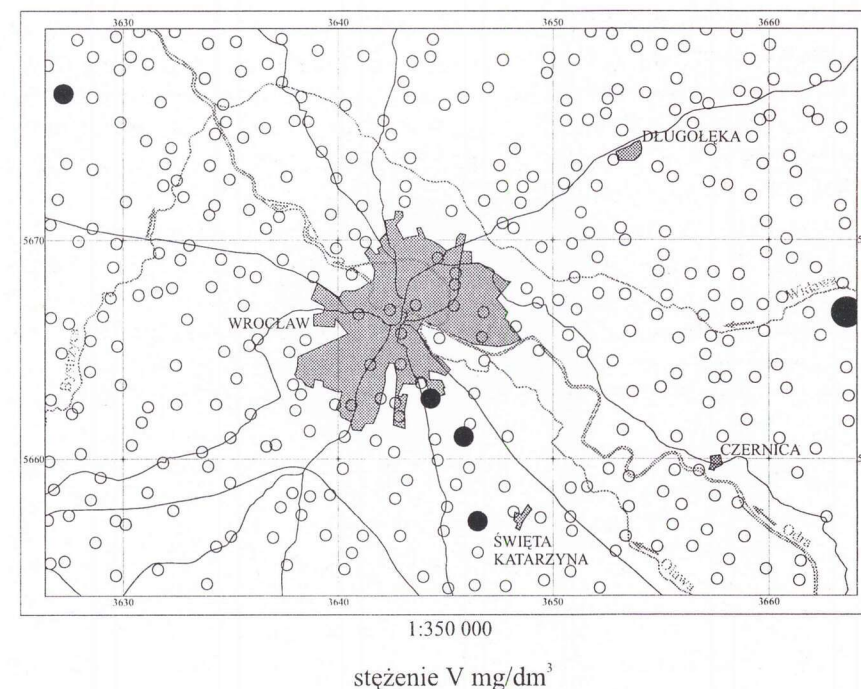 3630 3640 3650 3660
DŁUGOŁĘKA
5670
Widawa
WROCŁAW
Bystrzyca
5660
CZERNICA
Odra
ŚWIĘTA
KATARZYNA
Oława
3630 3640 3650 3660
1:350 000
stężenie V mg/dm³